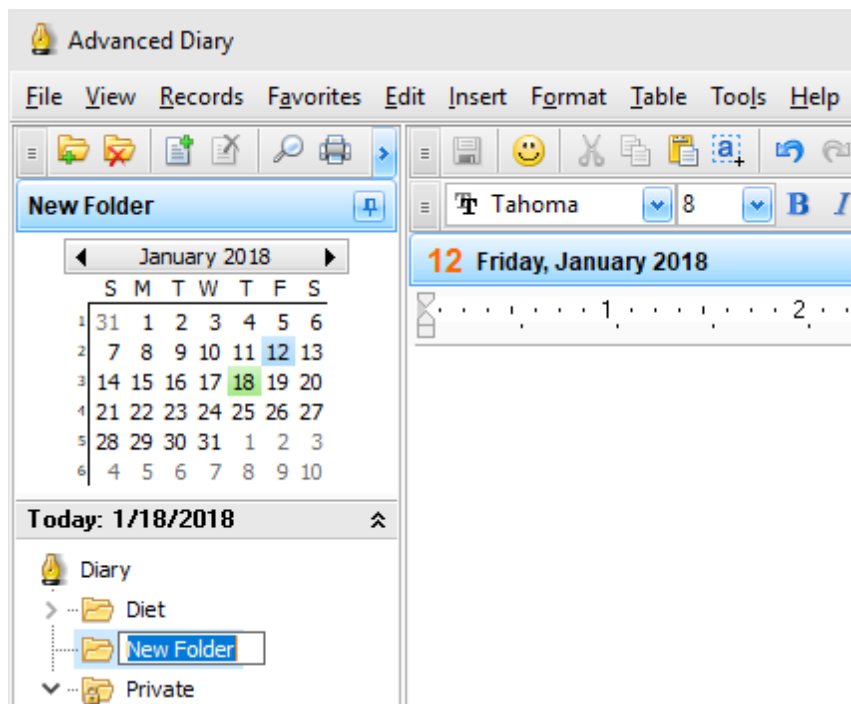 Advanced Diary
File View Records Favorites Edit Insert Format Table Tools Help
New Folder
Tahoma 8 B I
January 2018
12 Friday, January 2018
S M T W T F S
1 31 1 2 3 4 5 6
2 7 8 9 10 11 12 13
3 14 15 16 17 18 19 20
4 21 22 23 24 25 26 27
5 28 29 30 31 1 2 3
6 4 5 6 7 8 9 10
1 2
Today: 1/18/2018
Diary
Diet
New Folder
Private